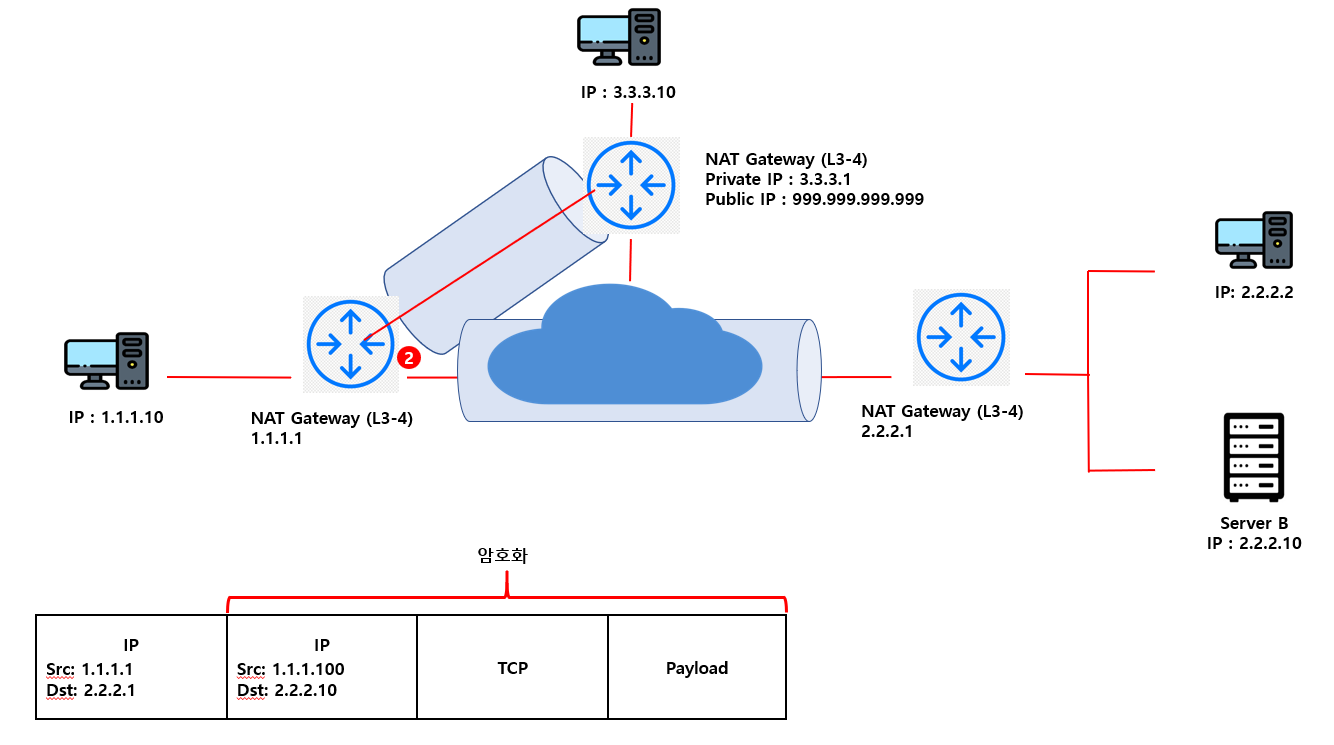 IP : 3.3.3.10
NAT Gateway (L3-4)
Private IP : 3.3.3.1
Public IP : 999.999.999.999
IP: 2.2.2.2
2
IP : 1.1.1.10
NAT Gateway (L3-4)
1.1.1.1
NAT Gateway (L3-4)
2.2.2.1
Server B
IP : 2.2.2.10
암호화
IP
Src: 1.1.1.1
Dst: 2.2.2.1
IP
Src: 1.1.1.100
Dst: 2.2.2.10
TCP
Payload